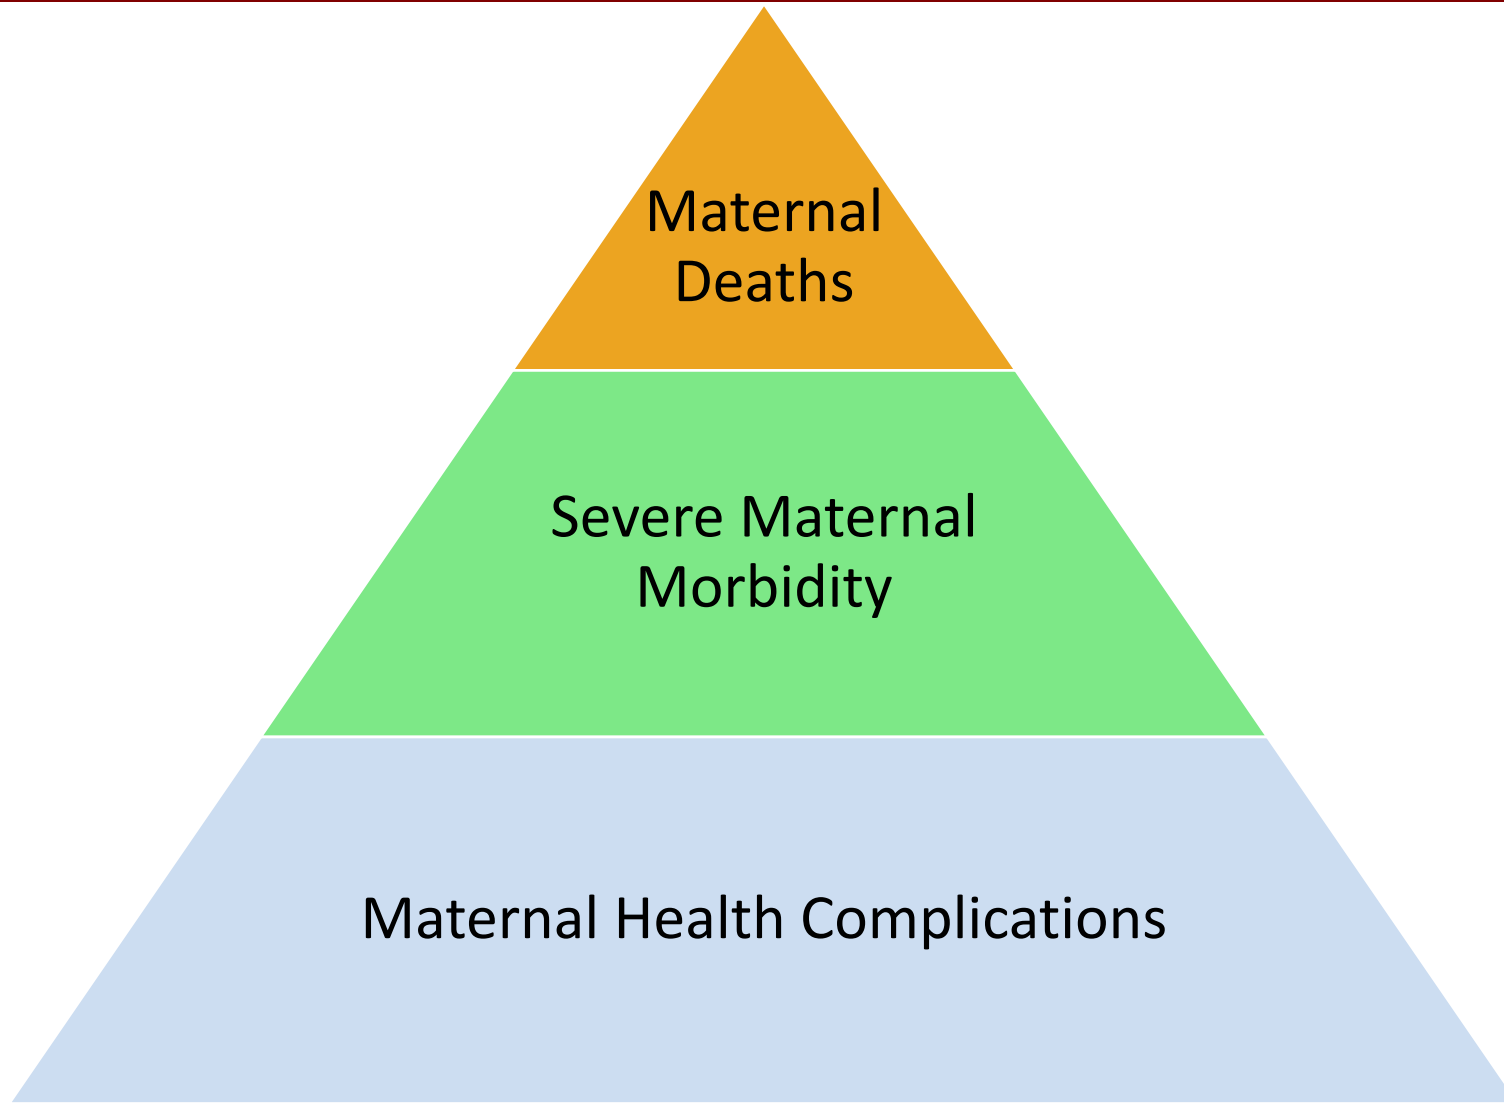 Maternal
Deaths
Severe Maternal
Morbidity
Maternal Health Complications